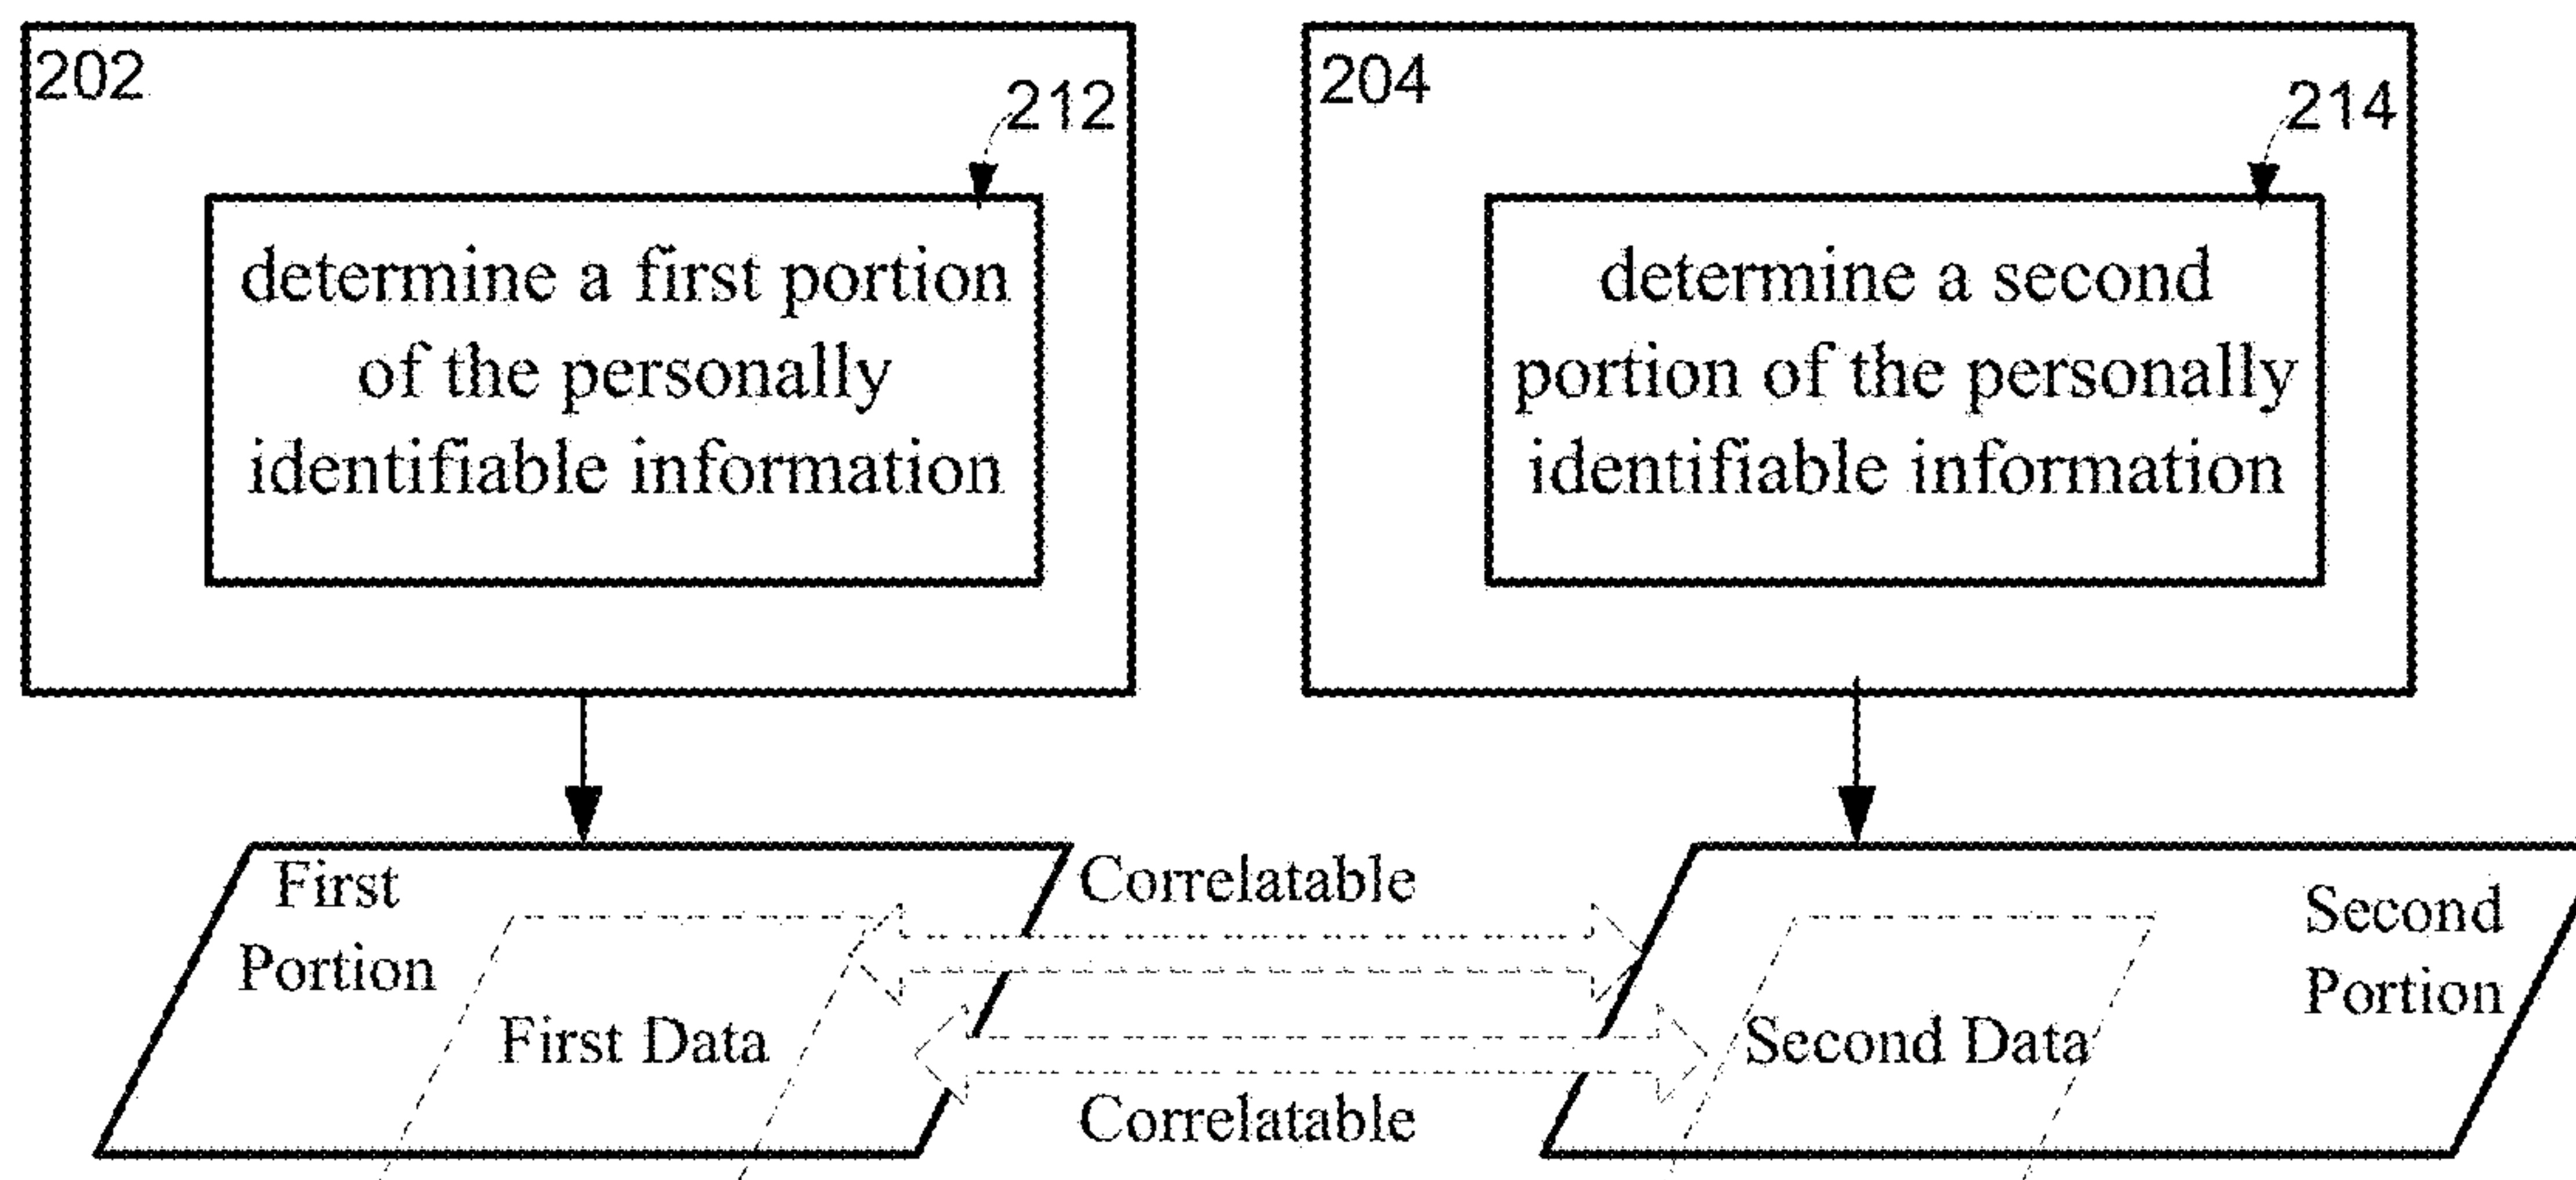 202
212
determine a first portion
of the personally
identifiable information
204
214
determine a second
portion of the personally
identifiable information
First
Portion
First Data
Correlatable
Correlatable
Second Data
Second
Portion